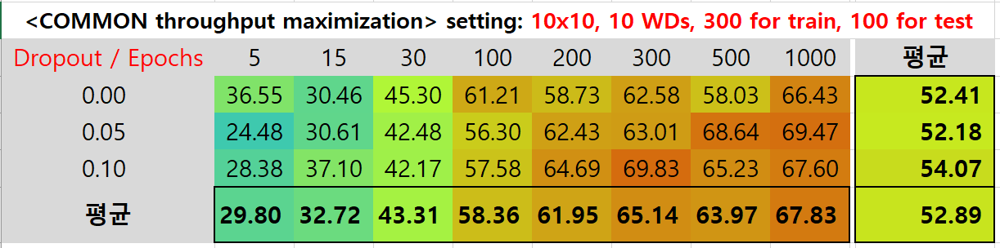 <COMMON throughput maximization> setting: 10x10, 10 WDs, 300 for train, 100 for test
Dropout / Epochs 5 15 30 100 200 300 500 1000 평균
0.00 36.55 30.46 45.30 61.21 58.73 62.58 58.03 66.43 52.41
0.05 24.48 30.61 42.48 56.30 62.43 63.01 68.64 69.47 52.18
0.10 28.38 37.10 42.17 57.58 64.69 69.83 65.23 67.60 54.07
평균 29.80 32.72 43.31 58.36 61.95 65.14 63.97 67.83 52.89